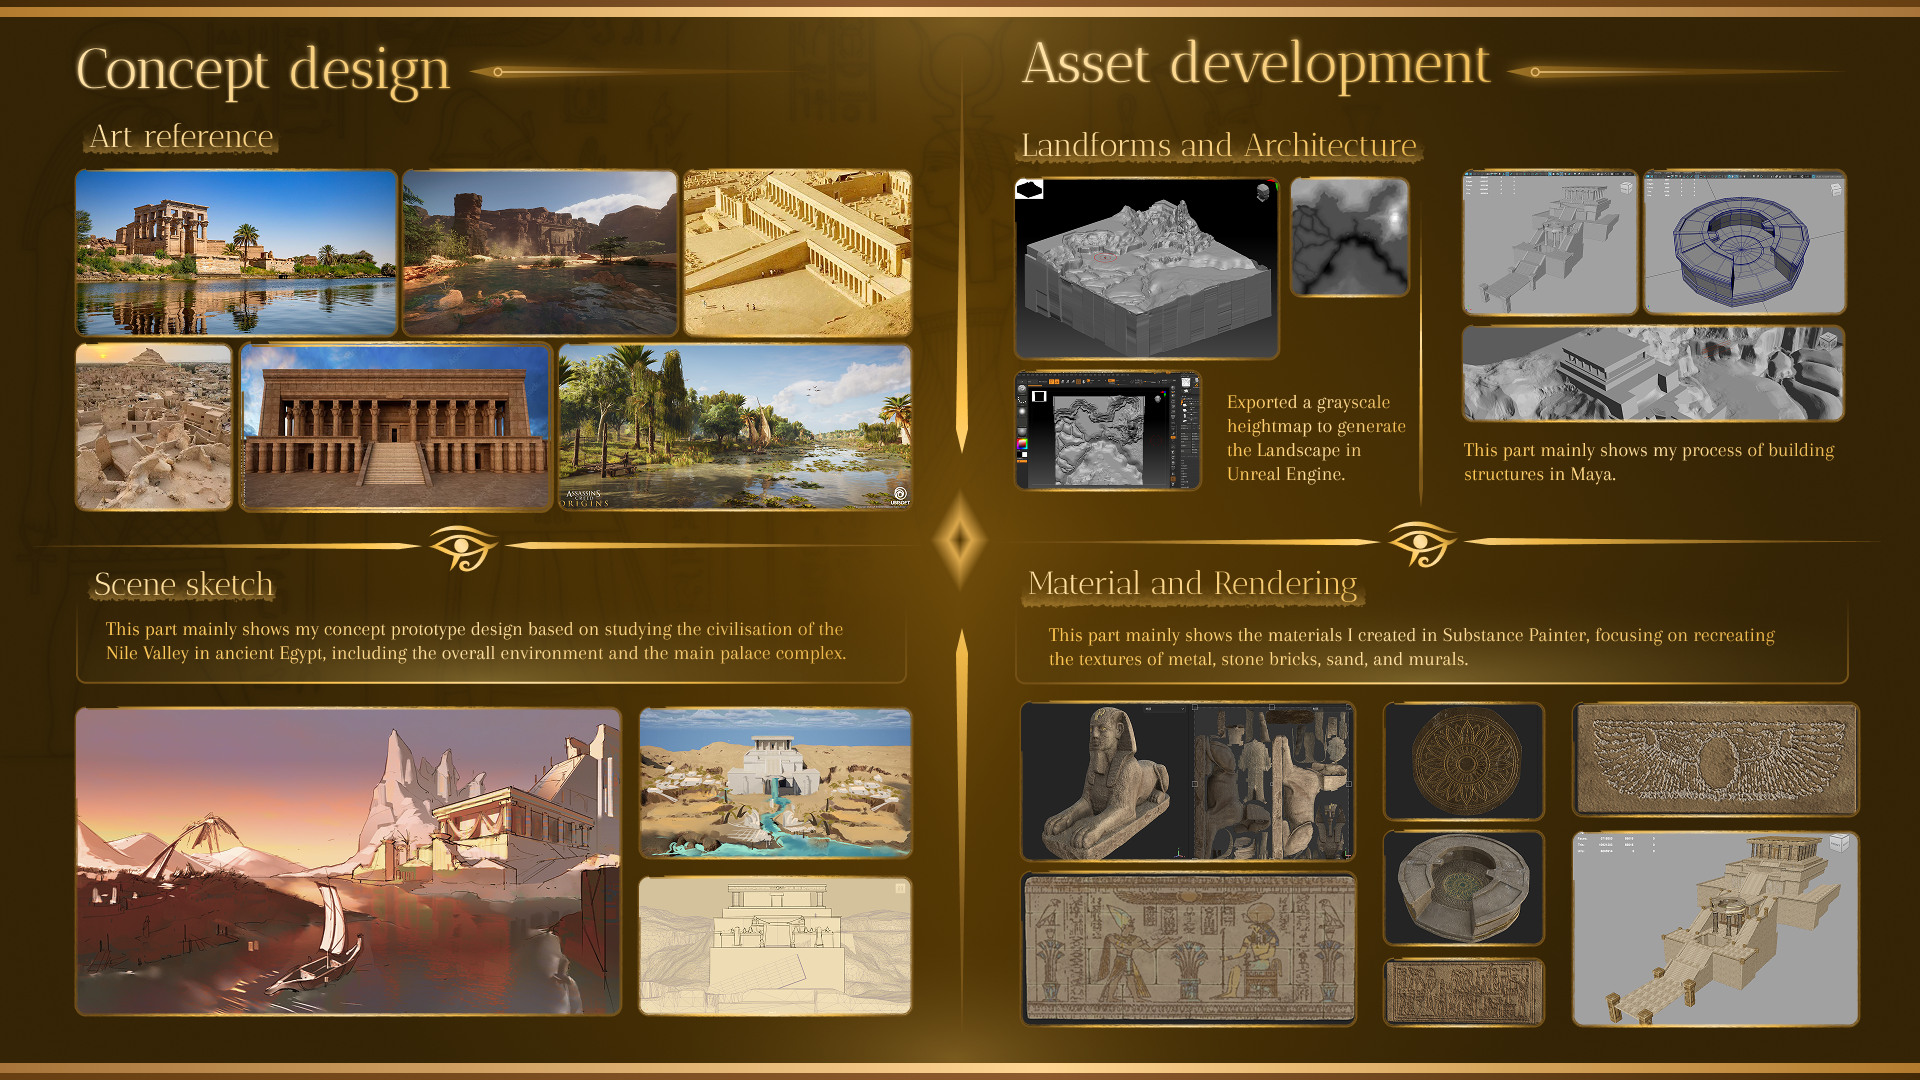 Concept design
Art reference
ASSASSIN'S
CREED
ORIGINS
UBISOFT
Scene sketch
This part mainly shows my concept prototype design based on studying the civilisation of the
Nile Valley in ancient Egypt, including the overall environment and the main palace complex.
Asset development
Landforms and Architecture
Exported a grayscale
heightmap to generate
the Landscape in
Unreal Engine.
This part mainly shows my process of building
structures in Maya.
Material and Rendering
This part mainly shows the materials I created in Substance Painter, focusing on recreating
the textures of metal, stone bricks, sand, and murals.